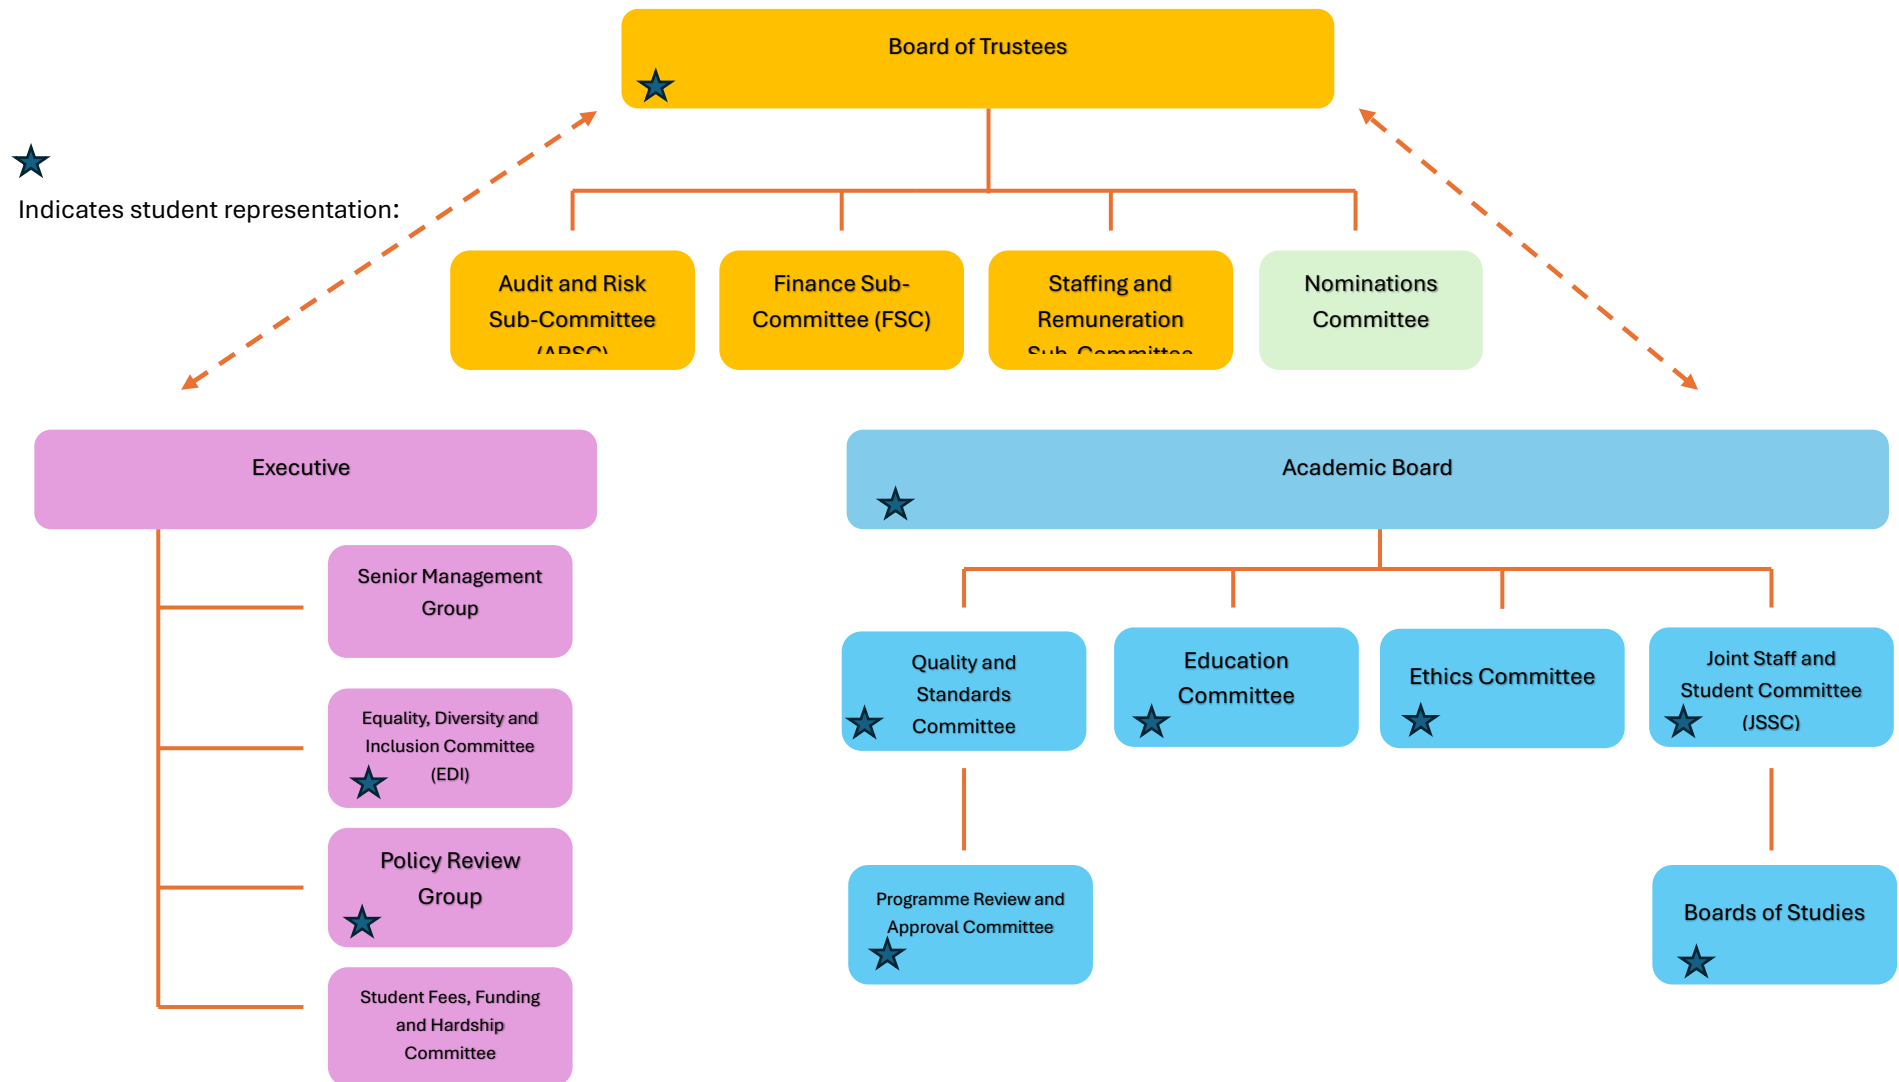 Board of Trustees
Indicates student representation:
Audit and Risk
Sub-Committee
(ARSC)
Finance Sub-
Committee (FSC)
Staffing and
Remuneration
Sub-Committee
Nominations
Committee
Executive
Academic Board
Senior Management
Group
Equality, Diversity and
Inclusion Committee
(EDI)
Policy Review
Group
Student Fees, Funding
and Hardship
Committee
Quality and
Standards
Committee
Education
Committee
Ethics Committee
Joint Staff and
Student Committee
(JSSC)
Programme Review and
Approval Committee
Boards of Studies